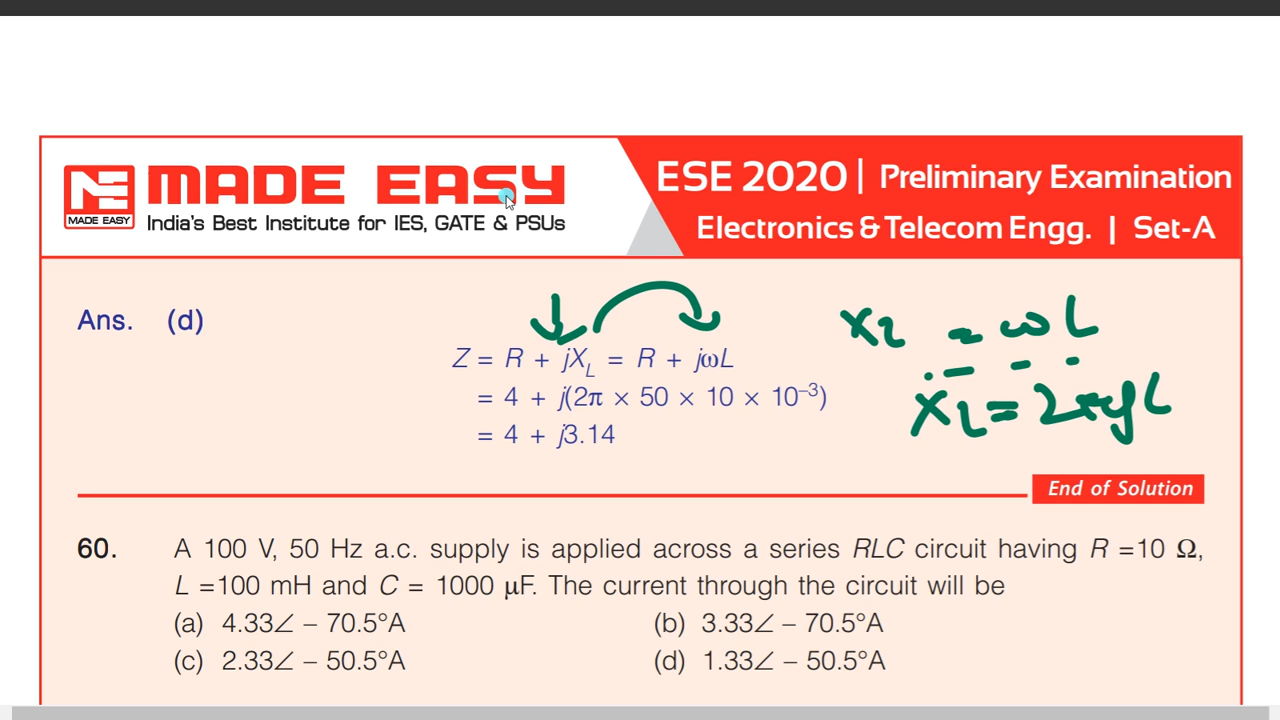 MADE EASY
MADE EASY
India's Best Institute for IES, GATE & PSUs
ESE 2020 | Preliminary Examination
Electronics & Telecom Engg. | Set-A
Ans. (d)
Z = R + jX_L = R + jωL
= 4 + j(2π × 50 × 10 × 10⁻³)
= 4 + j3.14
X_L = ωL
X_L = 2πfL
End of Solution
60. A 100 V, 50 Hz a.c. supply is applied across a series RLC circuit having R =10 Ω,
L =100 mH and C = 1000 μF. The current through the circuit will be
(a) 4.33∠ – 70.5°A (b) 3.33∠ – 70.5°A
(c) 2.33∠ – 50.5°A (d) 1.33∠ – 50.5°A